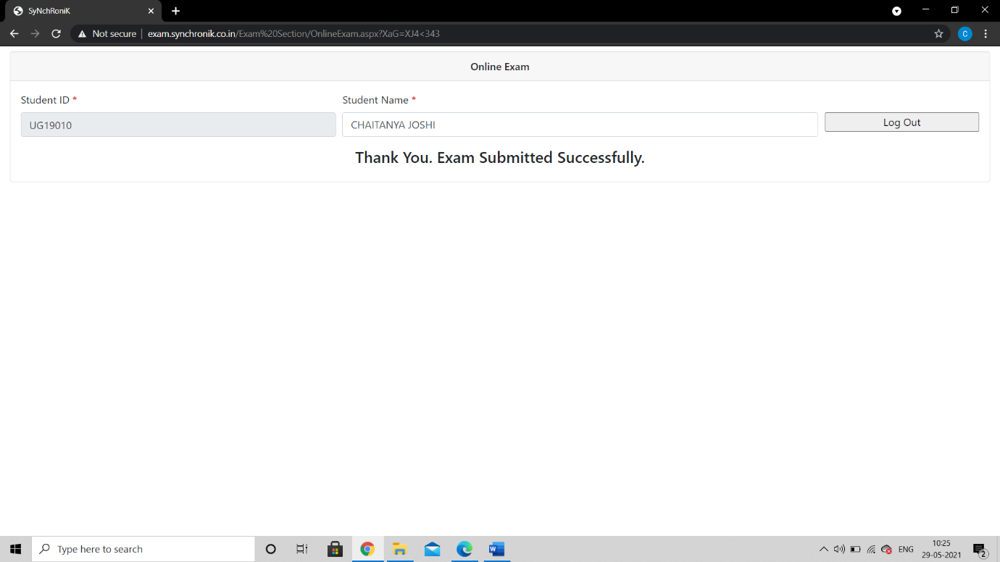 SyNchRoniK
Not secure
exam.synchronik.co.in/Exam%20Section/OnlineExam.aspx?XaG=XJ4<343
C
Online Exam
Student ID *
Student Name *
UG19010
CHAITANYA JOSHI
Log Out
Thank You. Exam Submitted Successfully.
Type here to search
W
ENG
10:25
29-05-2021
2